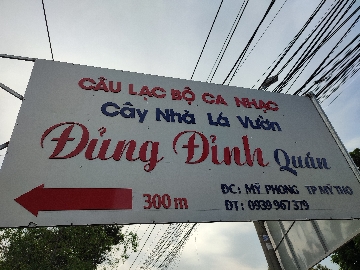 CÂU LẠC BỘ CA NHẠC
Cây Nhà Lá Vườn
Đủng Đỉnh Quán
300 m
ĐC: MỸ PHONG TP MỸ THO
ĐT: 0939 967 379